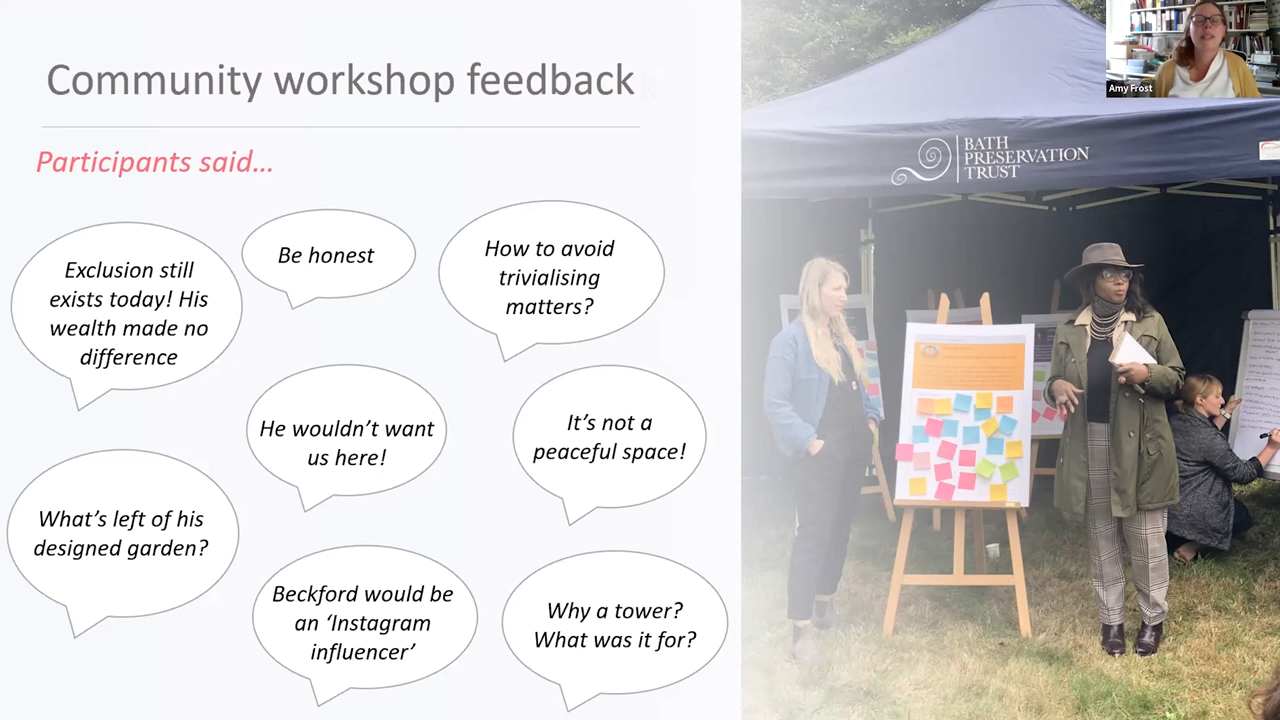 Community workshop feedback
Participants said...
Exclusion still
exists today! His
wealth made no
difference
Be honest
How to avoid
trivialising
matters?
He wouldn't want
us here!
It's not a
peaceful space!
What's left of his
designed garden?
Beckford would be
an ‘Instagram
influencer’
Why a tower?
What was it for?
BATH
PRESERVATION
TRUST
Amy Frost